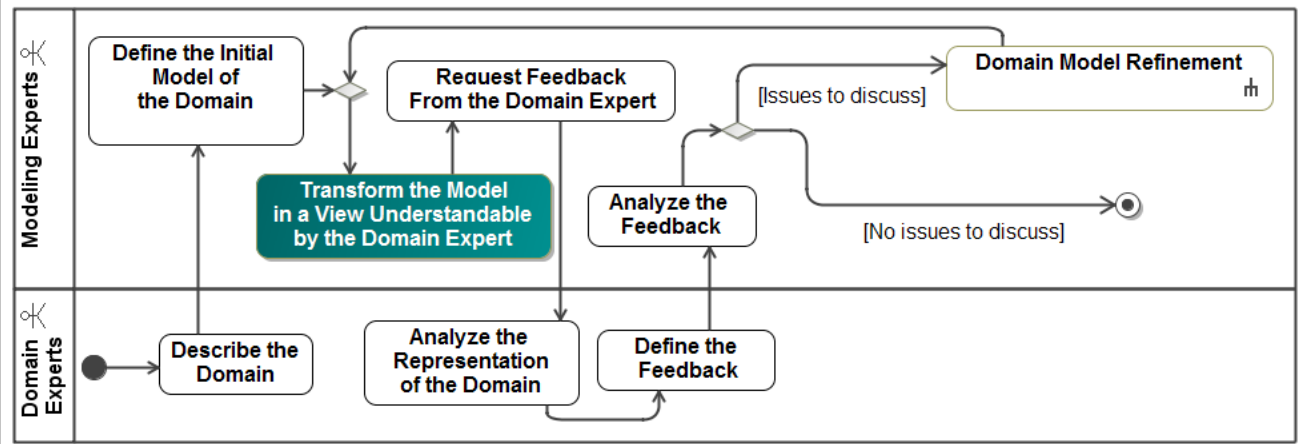 Modeling Experts
Define the Initial
Model of
the Domain
Request Feedback
From the Domain Expert
Transform the Model
in a View Understandable
by the Domain Expert
Analyze the
Feedback
[Issues to discuss]
Domain Model Refinement
[No issues to discuss]
Domain
Experts
Describe the
Domain
Analyze the
Representation
of the Domain
Define the
Feedback